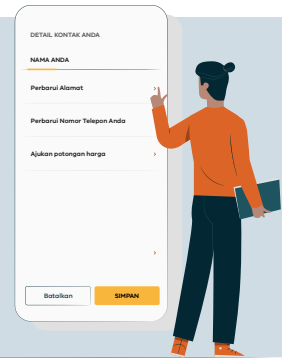 DETAIL KONTAK ANDA
NAMA ANDA
Perbarui Alamat
Perbarui Nomor Telepon Anda
Ajukan potongan harga
Batalkan
SIMPAN